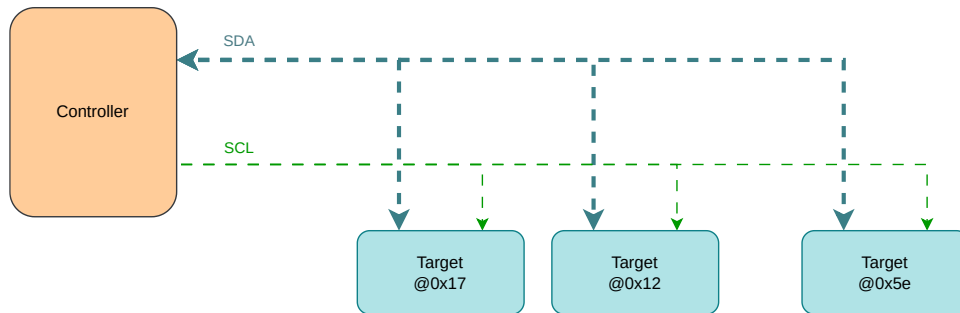 SDA
Controller
SCL
Target
@0x17
Target
@0x12
Target
@0x5e